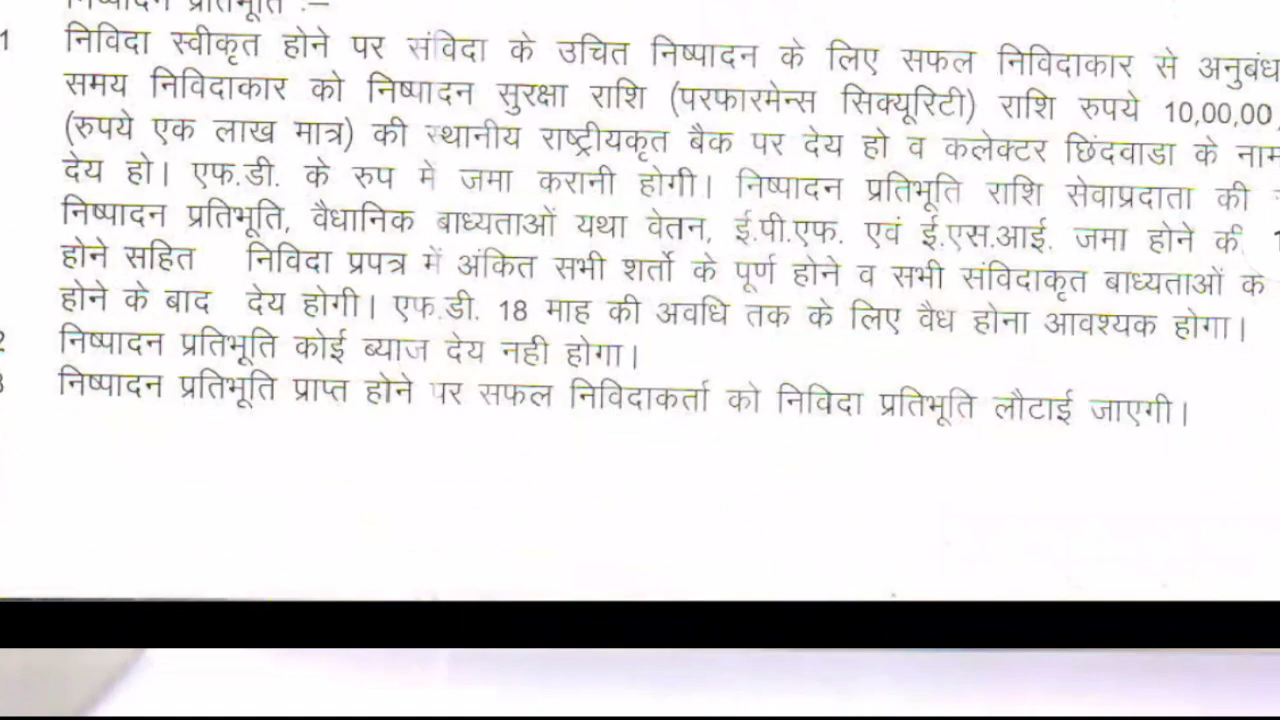 निष्पादन प्रतिभूति :–
1 निविदा स्वीकृत होने पर संविदा के उचित निष्पादन के लिए सफल निविदाकार से अनुबंध
समय निविदाकार को निष्पादन सुरक्षा राशि (परफारमेन्स सिक्यूरिटी) राशि रुपये 10,00,00
(रुपये एक लाख मात्र) की स्थानीय राष्ट्रीयकृत बैक पर देय हो व कलेक्टर छिंदवाडा के नाम
देय हो। एफ.डी. के रुप में जमा करानी होगी। निष्पादन प्रतिभूति राशि सेवाप्रदाता की
निष्पादन प्रतिभूति, वैधानिक बाध्यताओं यथा वेतन, ई.पी.एफ. एवं ई.एस.आई. जमा होने की
होने सहित निविदा प्रपत्र में अंकित सभी शर्तो के पूर्ण होने व सभी संविदाकृत बाध्यताओं के
होने के बाद देय होगी। एफ.डी. 18 माह की अवधि तक के लिए वैध होना आवश्यक होगा।
2 निष्पादन प्रतिभूति कोई ब्याज देय नही होगा।
3 निष्पादन प्रतिभूति प्राप्त होने पर सफल निविदाकर्ता को निविदा प्रतिभूति लौटाई जाएगी।